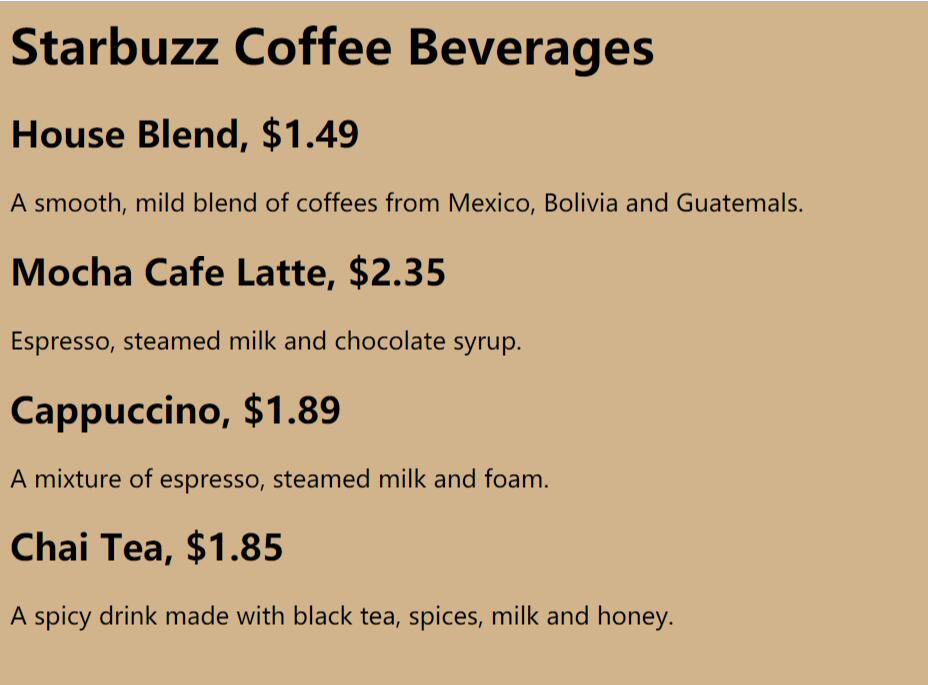 Starbuzz Coffee Beverages
House Blend, $1.49
A smooth, mild blend of coffees from Mexico, Bolivia and Guatemals.
Mocha Cafe Latte, $2.35
Espresso, steamed milk and chocolate syrup.
Cappuccino, $1.89
A mixture of espresso, steamed milk and foam.
Chai Tea, $1.85
A spicy drink made with black tea, spices, milk and honey.